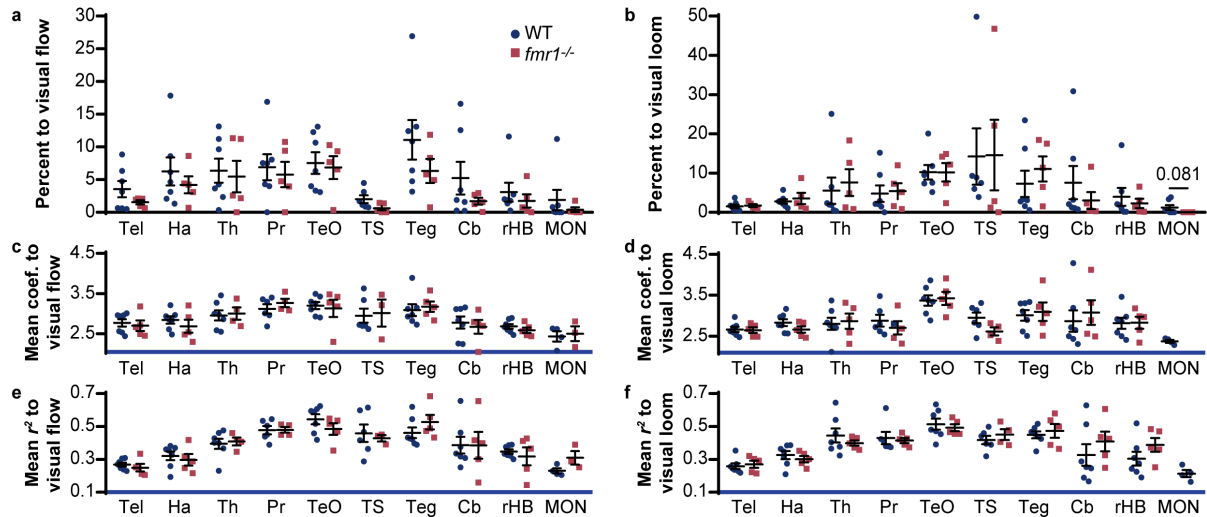 a
Percent to visual flow
30
25
20
15
10
5
0
WT
fmr1-/-
Tel Ha Th Pr TeO TS Teg Cb rHB MON
b
Percent to visual loom
50
40
30
20
10
0
0.081
Tel Ha Th Pr TeO TS Teg Cb rHB MON
c
Mean coef. to
visual flow
4.5
3.5
2.5
Tel Ha Th Pr TeO TS Teg Cb rHB MON
d
Mean coef. to
visual loom
4.5
3.5
2.5
Tel Ha Th Pr TeO TS Teg Cb rHB MON
e
Mean r² to
visual flow
0.7
0.5
0.3
0.1
Tel Ha Th Pr TeO TS Teg Cb rHB MON
f
Mean r² to
visual loom
0.7
0.5
0.3
0.1
Tel Ha Th Pr TeO TS Teg Cb rHB MON